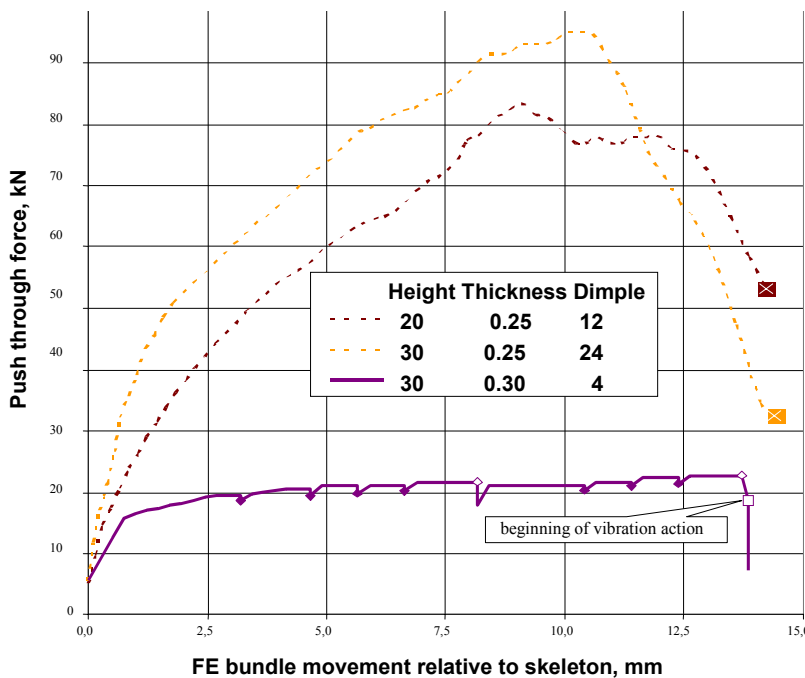 Push through force, kN
90
80
70
60
50
40
30
20
10
0
Height Thickness Dimple
20 0.25 12
30 0.25 24
30 0.30 4
beginning of vibration action
0,0 2,5 5,0 7,5 10,0 12,5 15,0
FE bundle movement relative to skeleton, mm